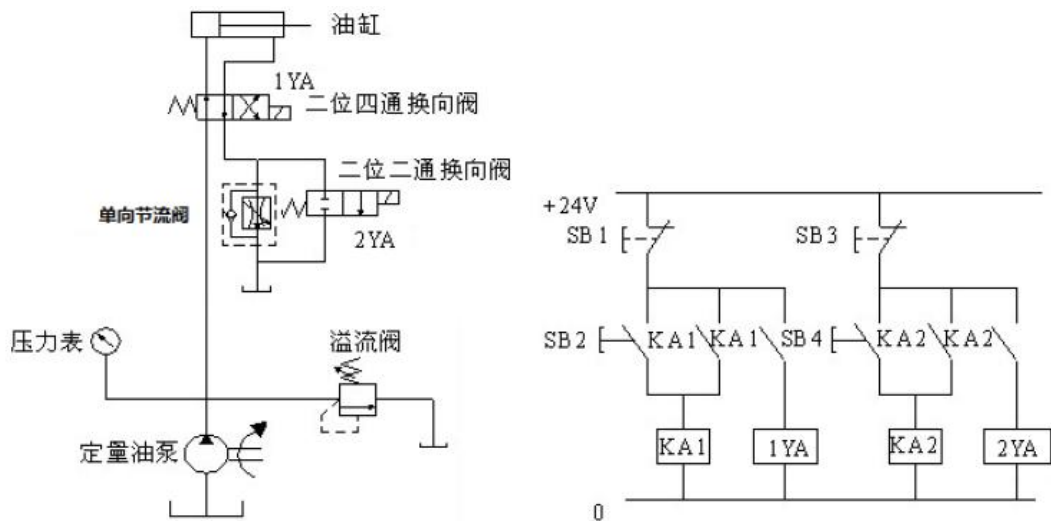 油缸
1YA
二位四通换向阀
二位二通换向阀
单向节流阀
2YA
压力表
溢流阀
定量油泵
+24V
SB1
SB3
SB2 KA1 KA1 SB4 KA2 KA2
KA1 1YA KA2 2YA
0